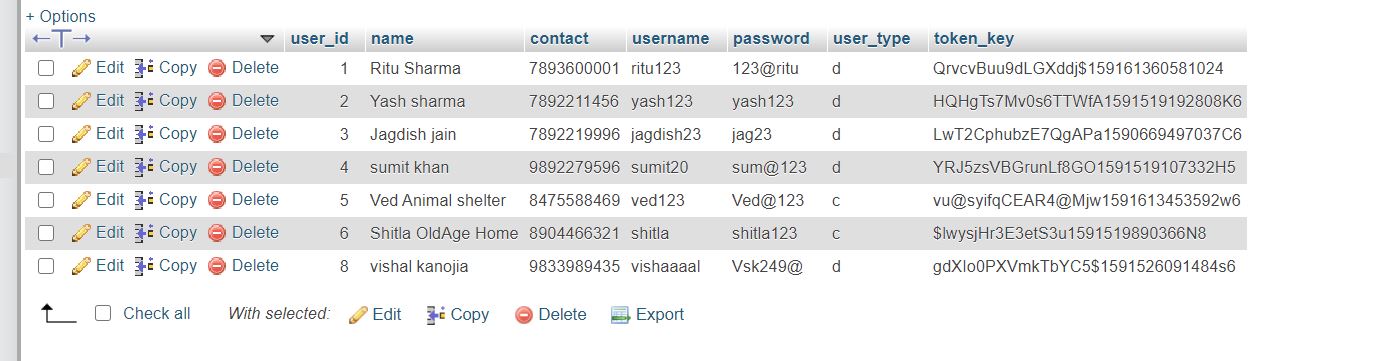 + Options
user_id name contact username password user_type token_key
Edit Copy Delete 1 Ritu Sharma 7893600001 ritu123 123@ritu d QrvcvBuu9dLGXddj$159161360581024
Edit Copy Delete 2 Yash sharma 7892211456 yash123 yash123 d HQHgTs7Mv0s6TTWfA1591519192808K6
Edit Copy Delete 3 Jagdish jain 7892219996 jagdish23 jag23 d LwT2CphubzE7QgAPa1590669497037C6
Edit Copy Delete 4 sumit khan 9892279596 sumit20 sum@123 d YRJ5zsVBGrunLf8GO1591519107332H5
Edit Copy Delete 5 Ved Animal shelter 8475588469 ved123 Ved@123 c vu@syifqCEAR4@Mjw1591613453592w6
Edit Copy Delete 6 Shitla OldAge Home 8904466321 shitla shitla123 c $lwysjHr3E3etS3u1591519890366N8
Edit Copy Delete 8 vishal kanojia 9833989435 vishaaaal Vsk249@ d gdXlo0PXVmkTbYC5$1591526091484s6
Check all With selected: Edit Copy Delete Export